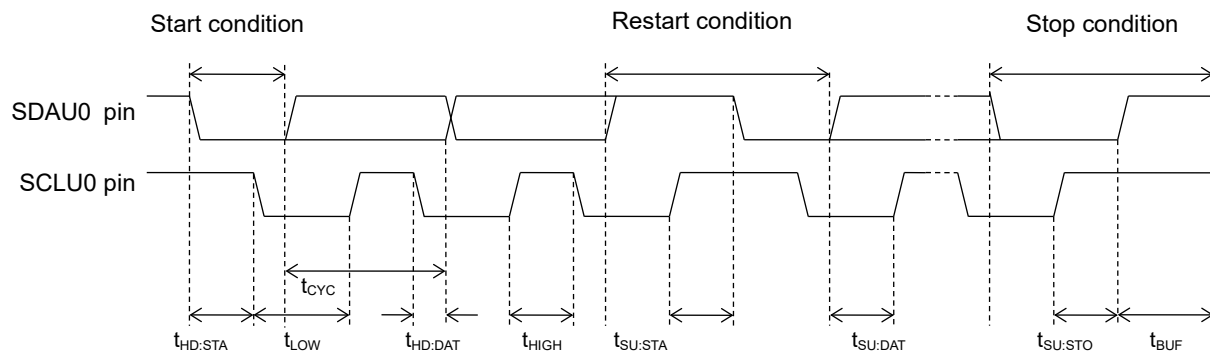 Start condition
Restart condition
Stop condition
SDAU0 pin
SCLU0 pin
tCYC
tHD:STA
tLOW
tHD:DAT
tHIGH
tSU:STA
tSU:DAT
tSU:STO
tBUF